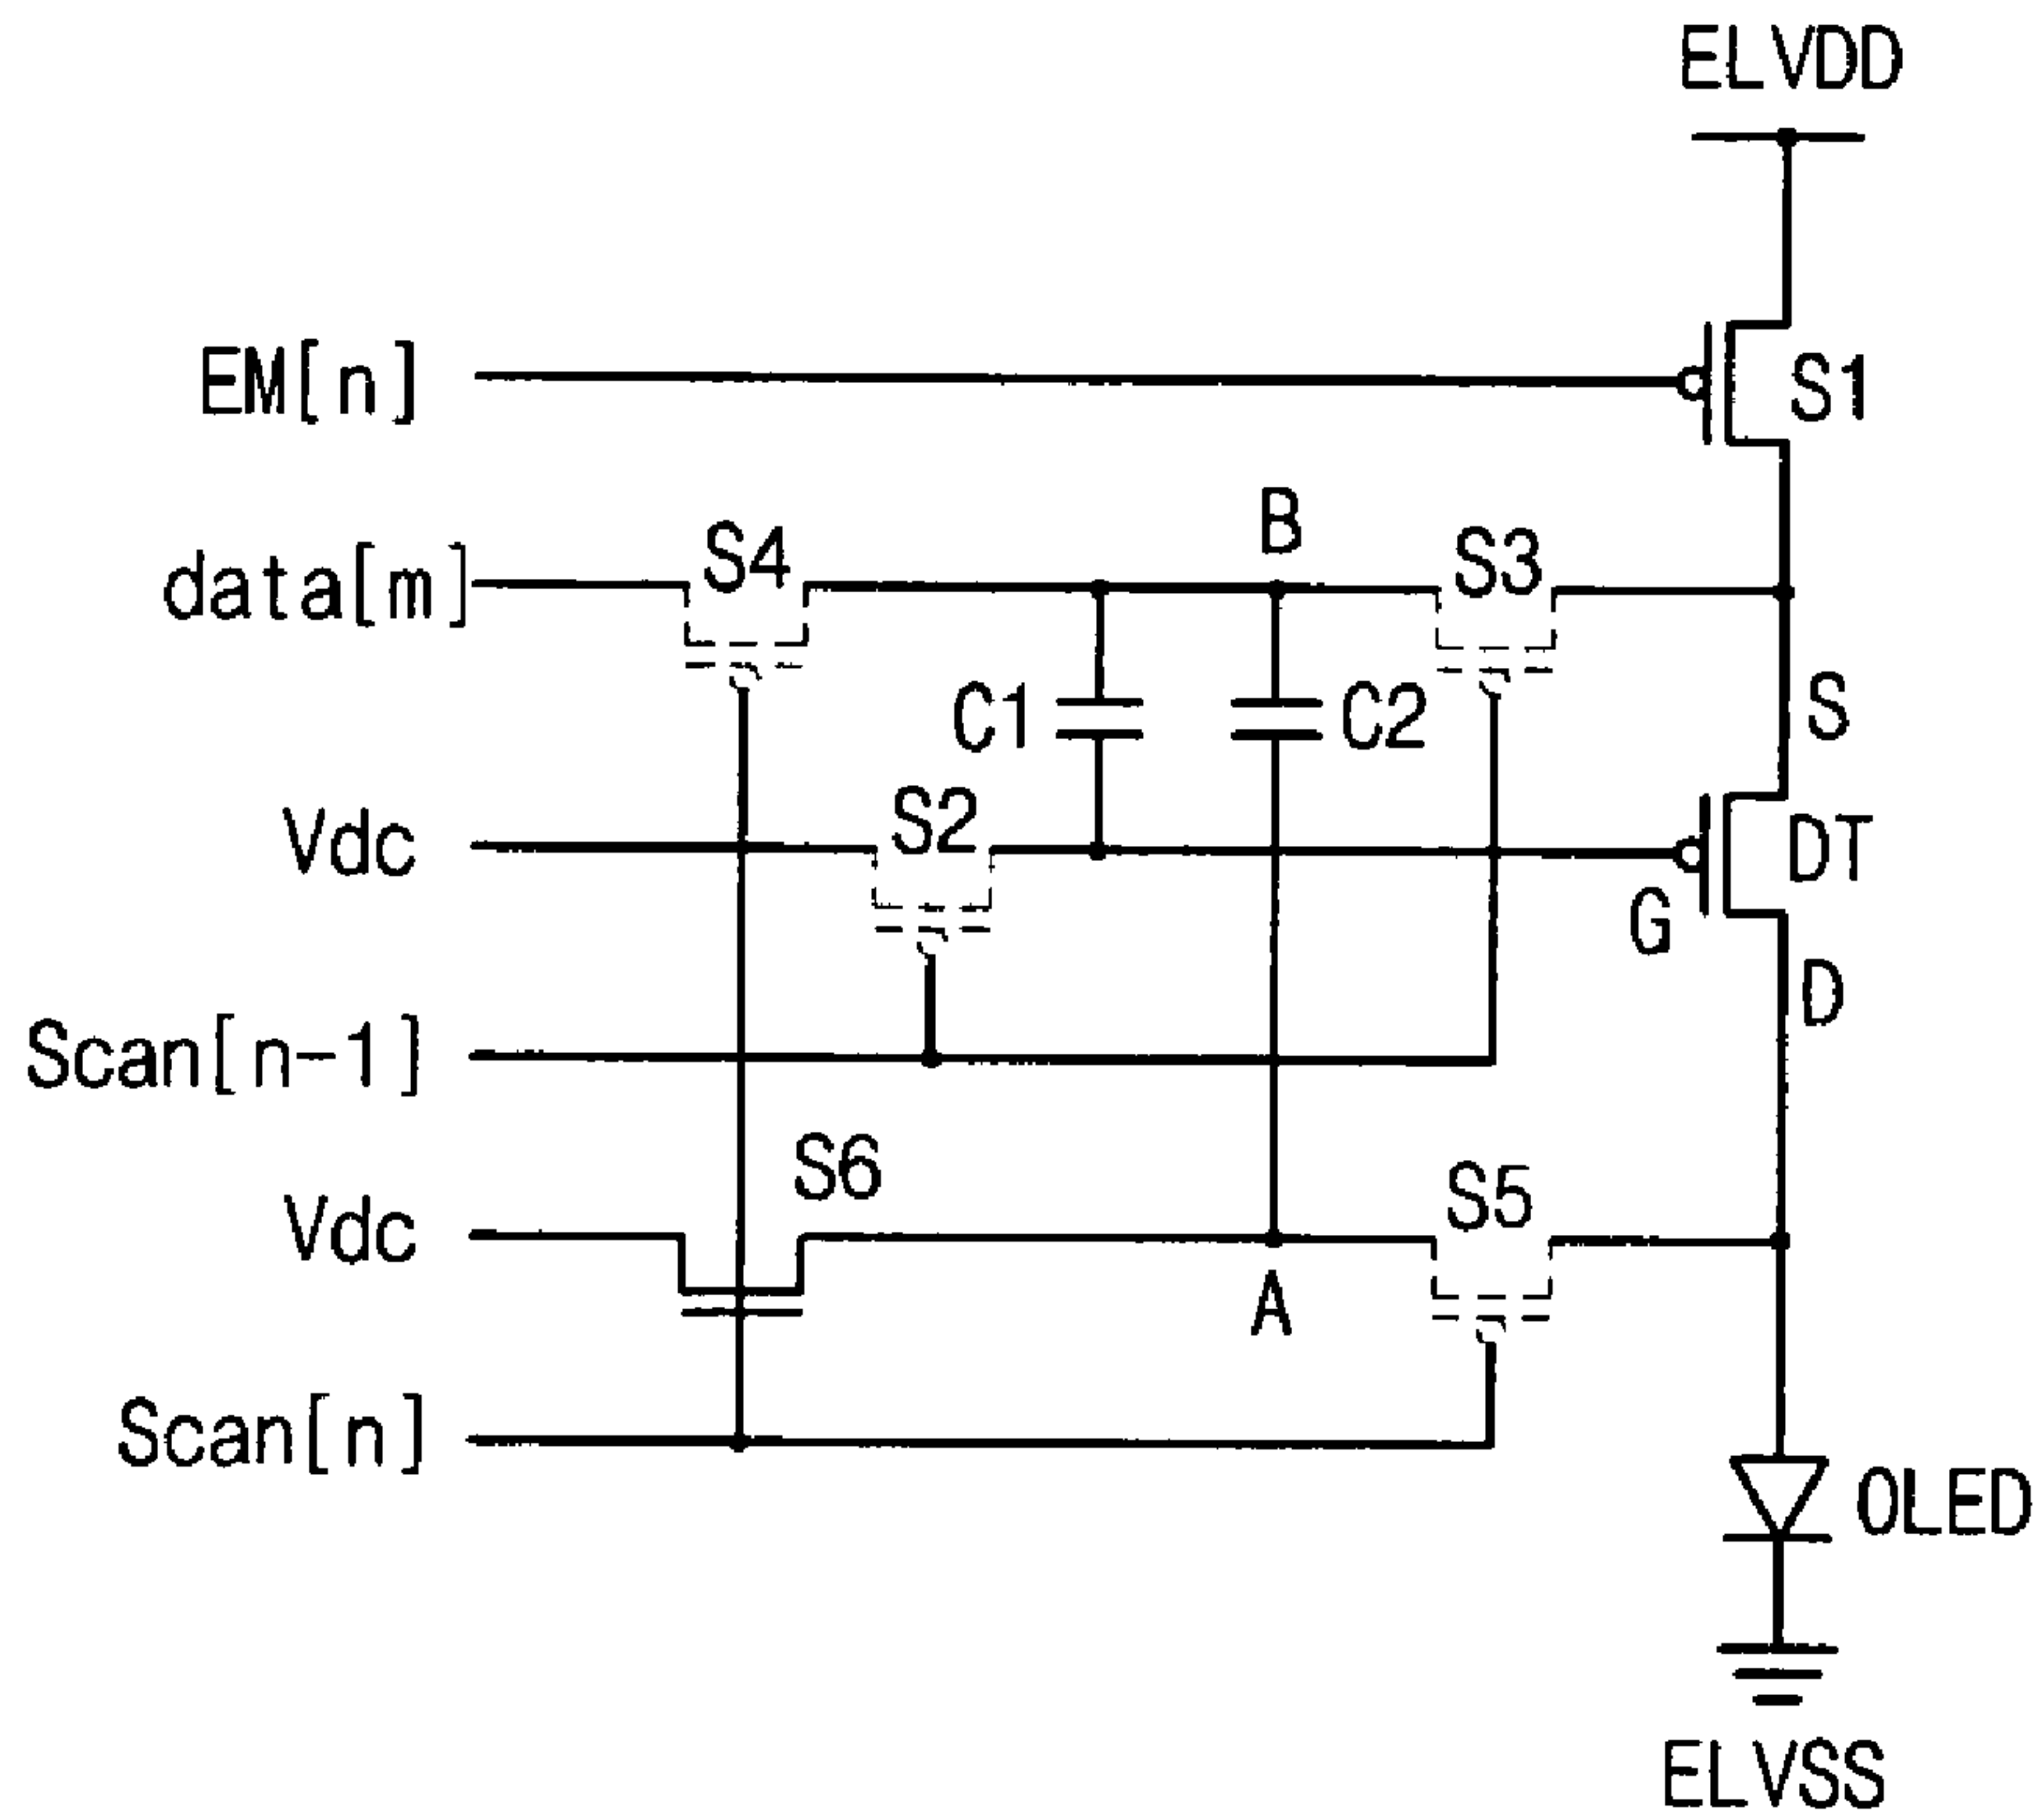 ELVDD
EM[n]
S1
B
data[m]
S4
S3
C1
C2
S
Vdc
S2
DT
G
D
Scan[n-1]
S6
Vdc
S5
A
Scan[n]
OLED
ELVSS